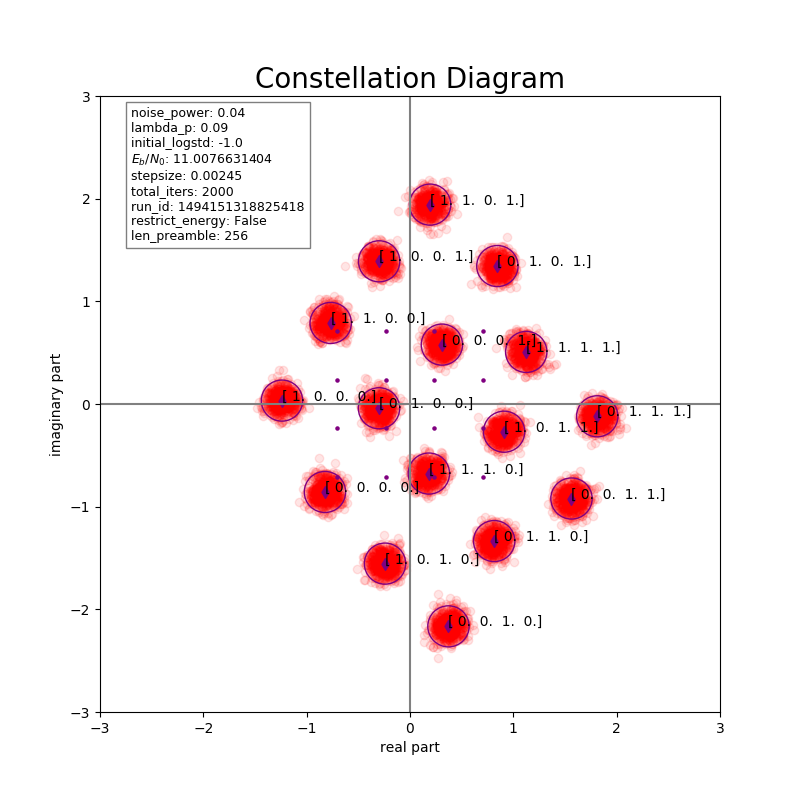 Constellation Diagram
noise_power: 0.04
lambda_p: 0.09
initial_logstd: -1.0
E_b/N_0: 11.0076631404
stepsize: 0.00245
total_iters: 2000
run_id: 1494151318825418
restrict_energy: False
len_preamble: 256
3
2
1
0
−1
−2
−3
imaginary part
[ 1. 1. 0. 1.]
[ 1. 0. 0. 1.]
[ 0. 1. 0. 1.]
[ 1. 1. 0. 0.]
[ 0. 0. 0. 1.]
[ 1. 1. 1. 1.]
[ 1. 0. 0. 0.]
[ 0. 1. 0. 0.]
[ 0. 1. 1. 1.]
[ 1. 0. 1. 1.]
[ 1. 1. 1. 0.]
[ 0. 0. 0. 0.]
[ 0. 0. 1. 1.]
[ 0. 1. 1. 0.]
[ 1. 0. 1. 0.]
[ 0. 0. 1. 0.]
−3 −2 −1 0 1 2 3
real part